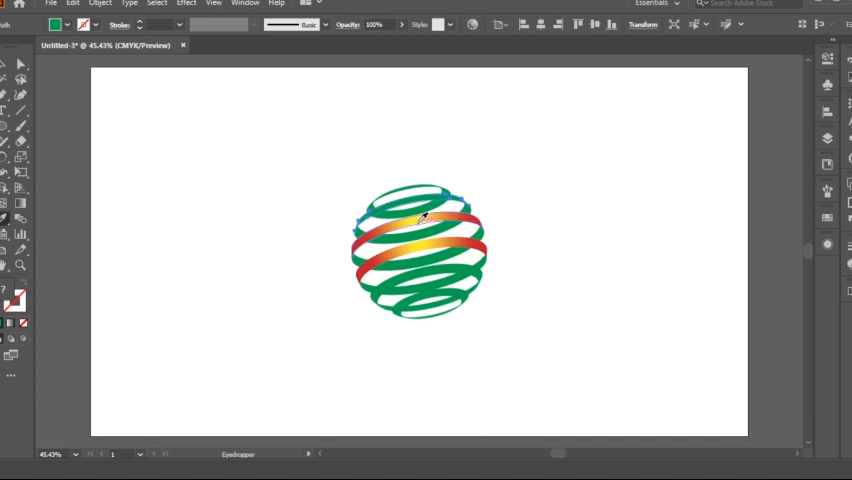 Edit Object Type Select Effect View Window Help Essentials Search Adobe Stock
Stroke: Basic Opacity: 100% Style: Transform
Untitled-3* @ 45.43% (CMYK/Preview) ×
45.43% 1 Eyedropper